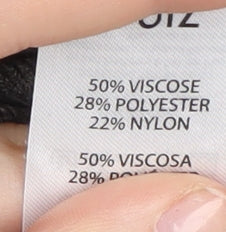 50% VISCOSE
28% POLYESTER
22% NYLON
50% VISCOSA
28%